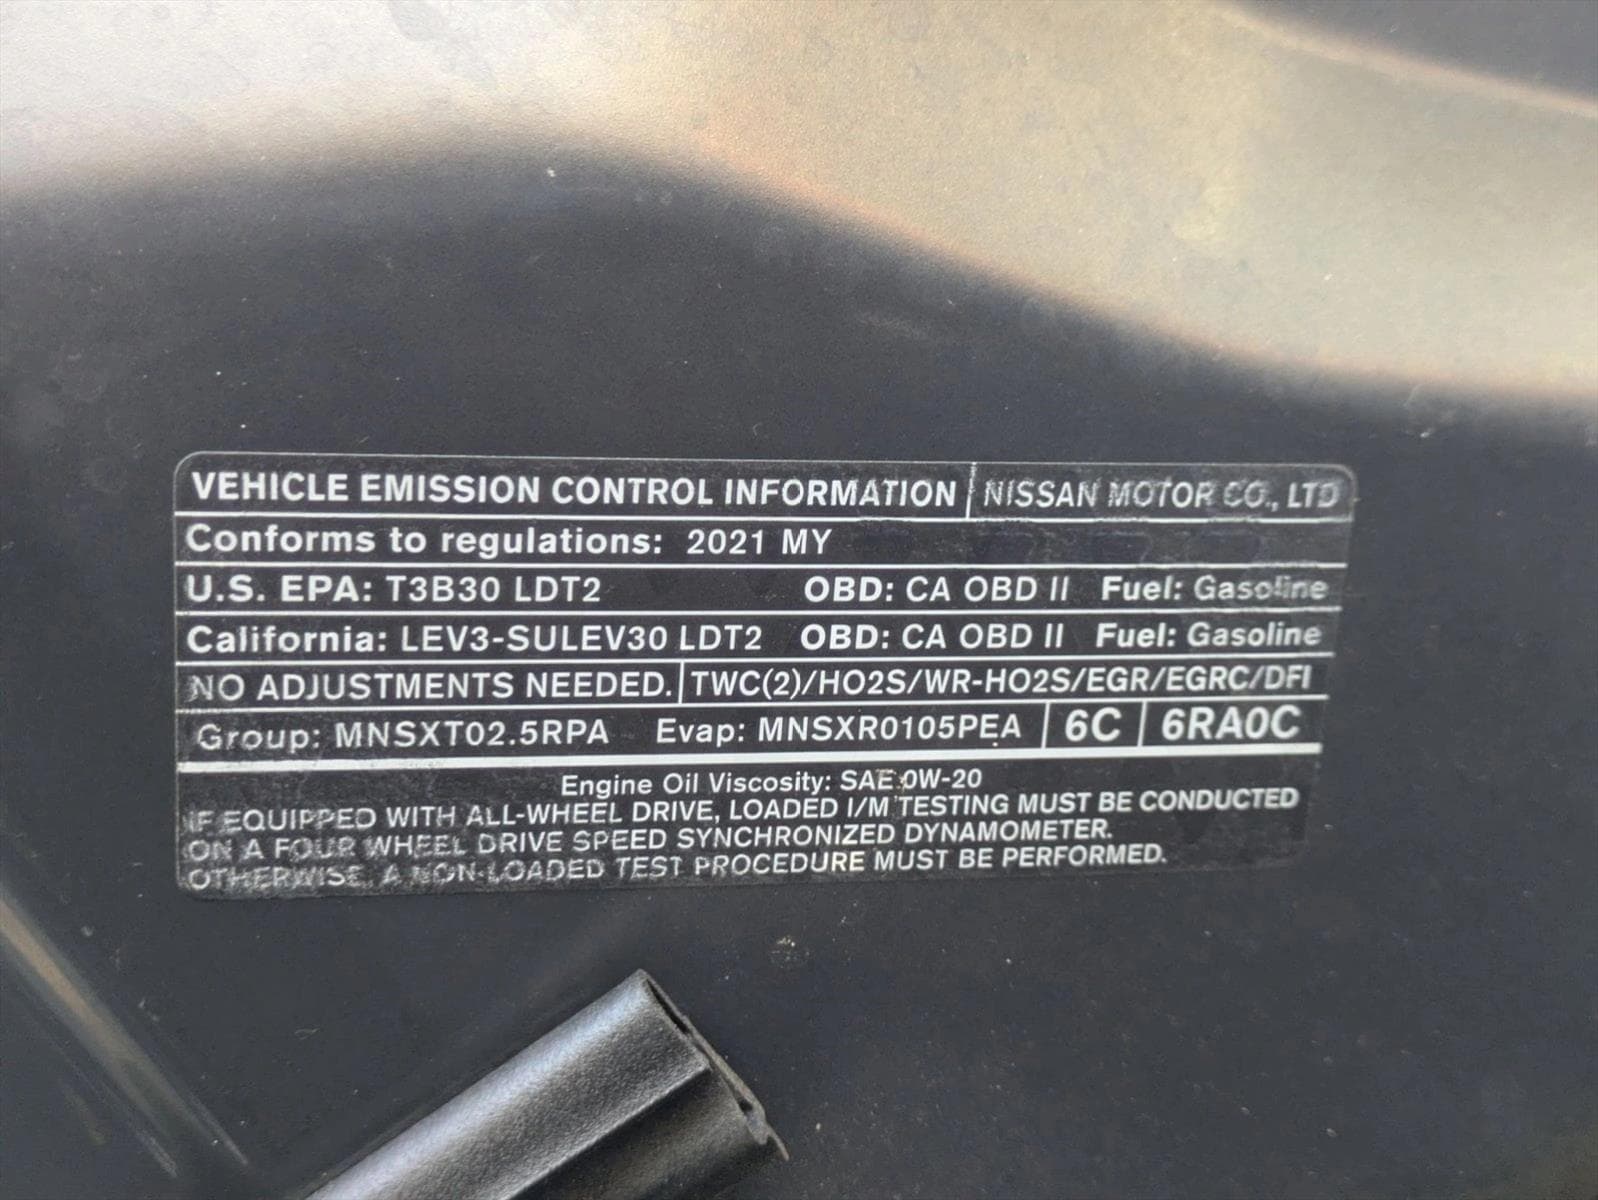 VEHICLE EMISSION CONTROL INFORMATION NISSAN MOTOR CO., LTD
Conforms to regulations: 2021 MY
U.S. EPA: T3B30 LDT2 OBD: CA OBD II Fuel: Gasoline
California: LEV3-SULEV30 LDT2 OBD: CA OBD II Fuel: Gasoline
NO ADJUSTMENTS NEEDED. TWC(2)/HO2S/WR-HO2S/EGR/EGRC/DFI
Group: MNSXT02.5RPA Evap: MNSXR0105PEA 6C 6RA0C
Engine Oil Viscosity: SAE 0W-20
IF EQUIPPED WITH ALL-WHEEL DRIVE, LOADED I/M TESTING MUST BE CONDUCTED
ON A FOUR WHEEL DRIVE SPEED SYNCHRONIZED DYNAMOMETER.
OTHERWISE, A NON-LOADED TEST PROCEDURE MUST BE PERFORMED.